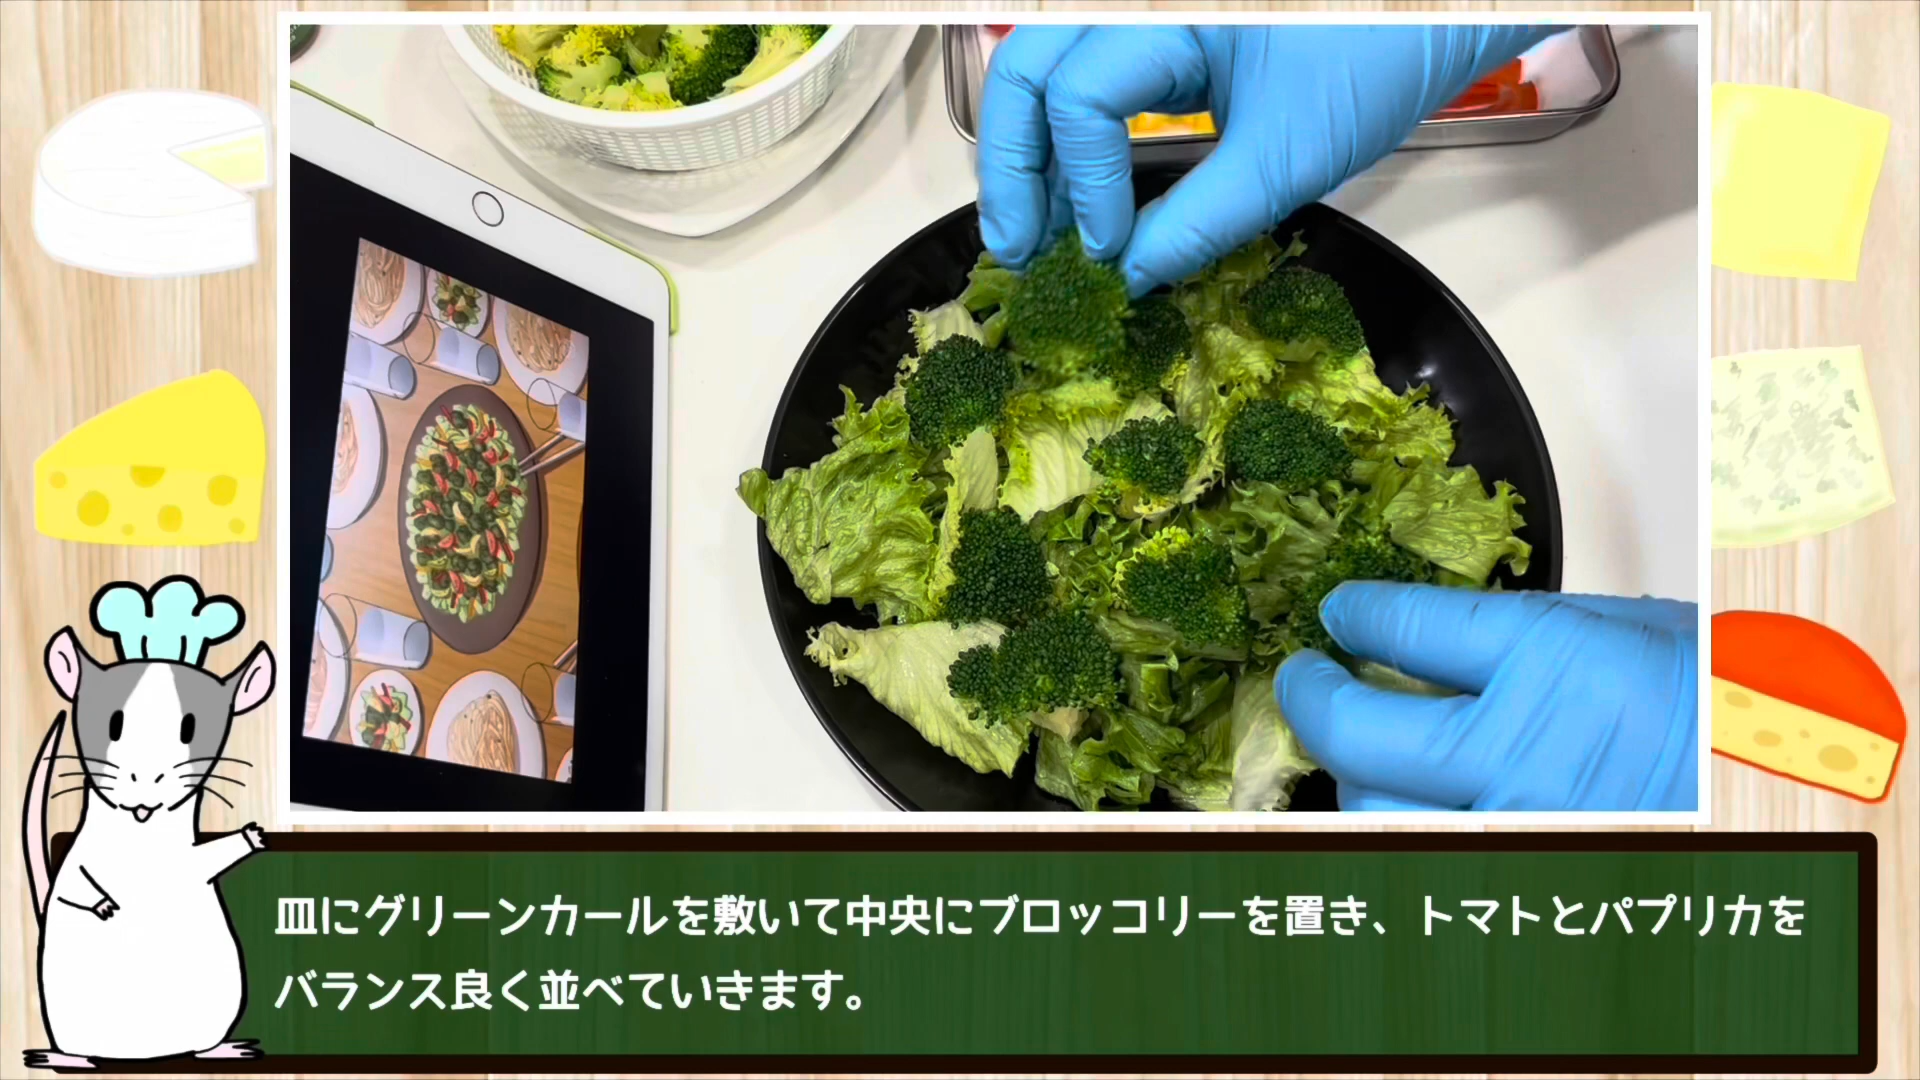 皿にグリーンカールを敷いて中央にブロッコリーを置き、トマトとパプリカを
バランス良く並べていきます。